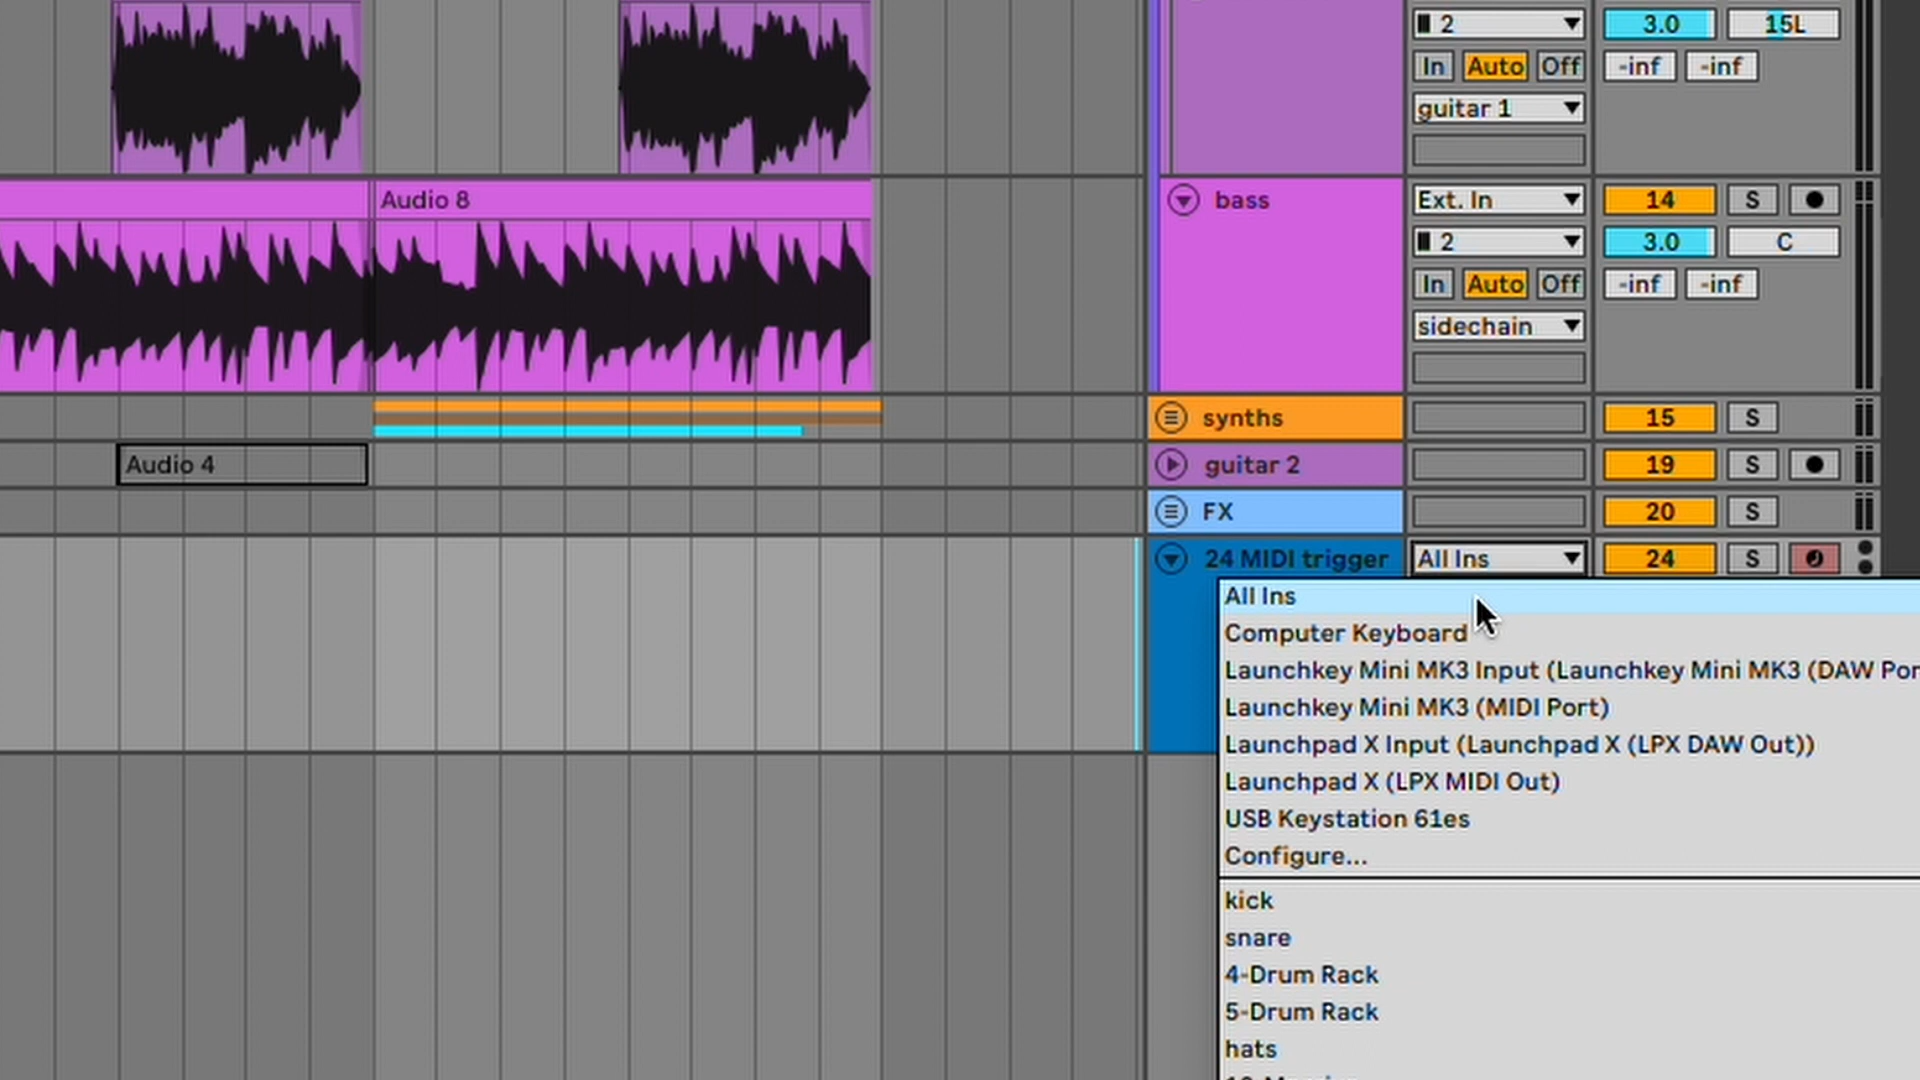 2 3.0 15L
In Auto Off -inf -inf
guitar 1
Audio 8 bass Ext. In 14 S
2 3.0 C
In Auto Off -inf -inf
sidechain
synths 15 S
Audio 4 guitar 2 19 S
FX 20 S
24 MIDI trigger All Ins 24 S
All Ins
Computer Keyboard
Launchkey Mini MK3 Input (Launchkey Mini MK3 (DAW Por
Launchkey Mini MK3 (MIDI Port)
Launchpad X Input (Launchpad X (LPX DAW Out))
Launchpad X (LPX MIDI Out)
USB Keystation 61es
Configure...
kick
snare
4-Drum Rack
5-Drum Rack
hats